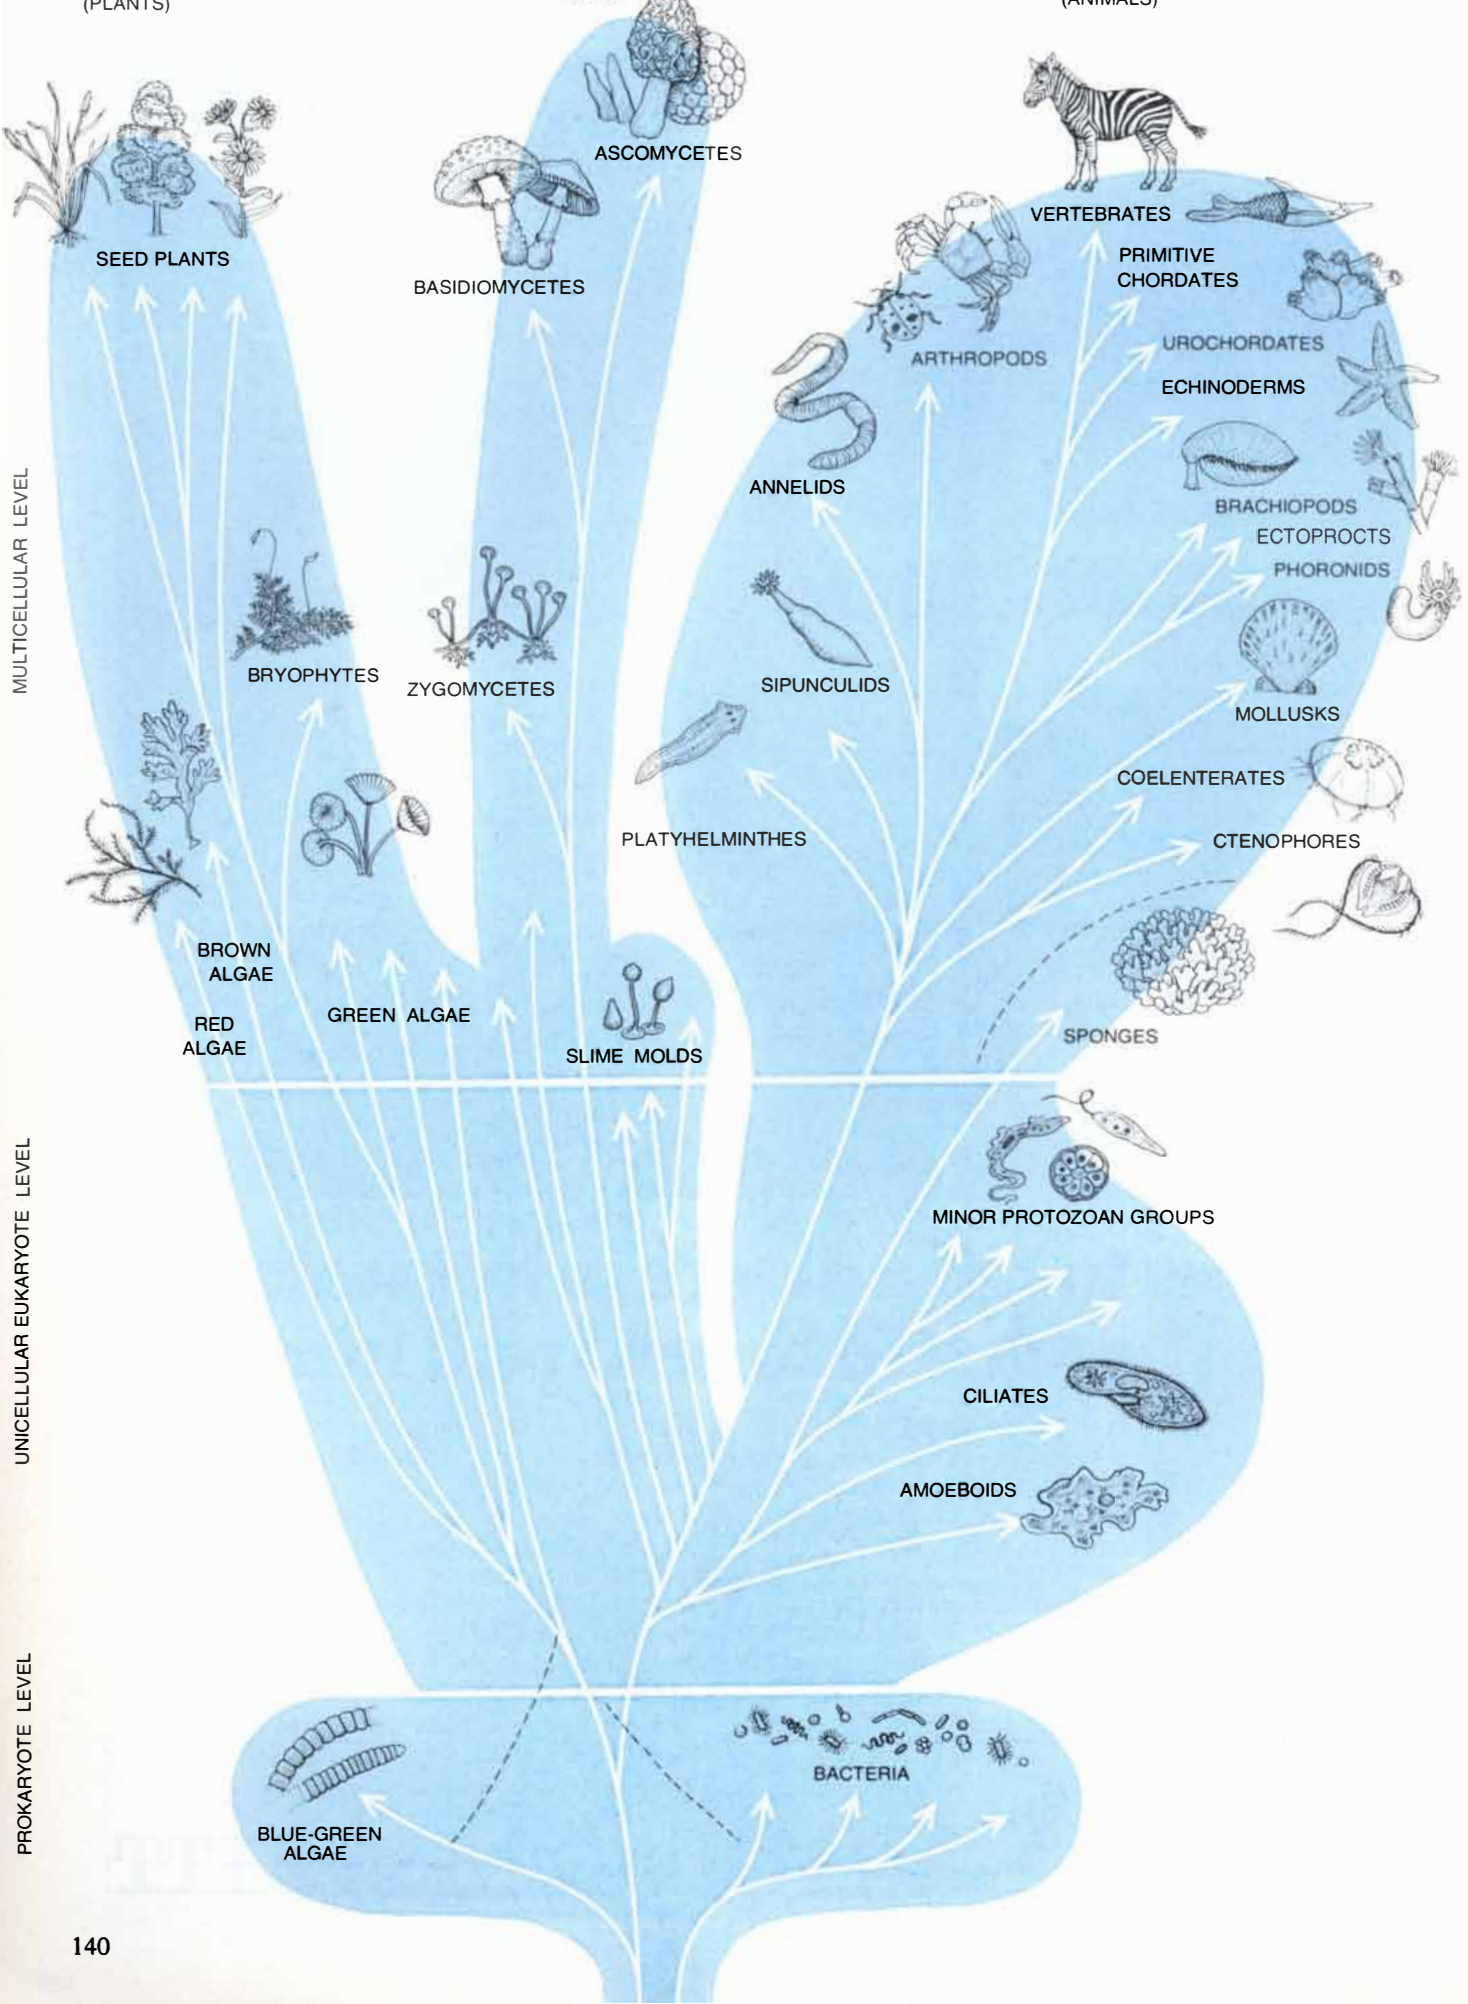 (PLANTS)
(ANIMALS)
ASCOMYCETES
VERTEBRATES
SEED PLANTS
PRIMITIVE
CHORDATES
BASIDIOMYCETES
UROCHORDATES
ARTHROPODS
ECHINODERMS
ANNELIDS
BRACHIOPODS
ECTOPROCTS
PHORONIDS
MULTICELLULAR LEVEL
BRYOPHYTES
ZYGOMYCETES
SIPUNCULIDS
MOLLUSKS
COELENTERATES
PLATYHELMINTHES
CTENOPHORES
BROWN
ALGAE
RED
ALGAE
GREEN ALGAE
SLIME MOLDS
SPONGES
MINOR PROTOZOAN GROUPS
UNICELLULAR EUKARYOTE LEVEL
CILIATES
AMOEBOIDS
PROKARYOTE LEVEL
BACTERIA
BLUE-GREEN
ALGAE
140